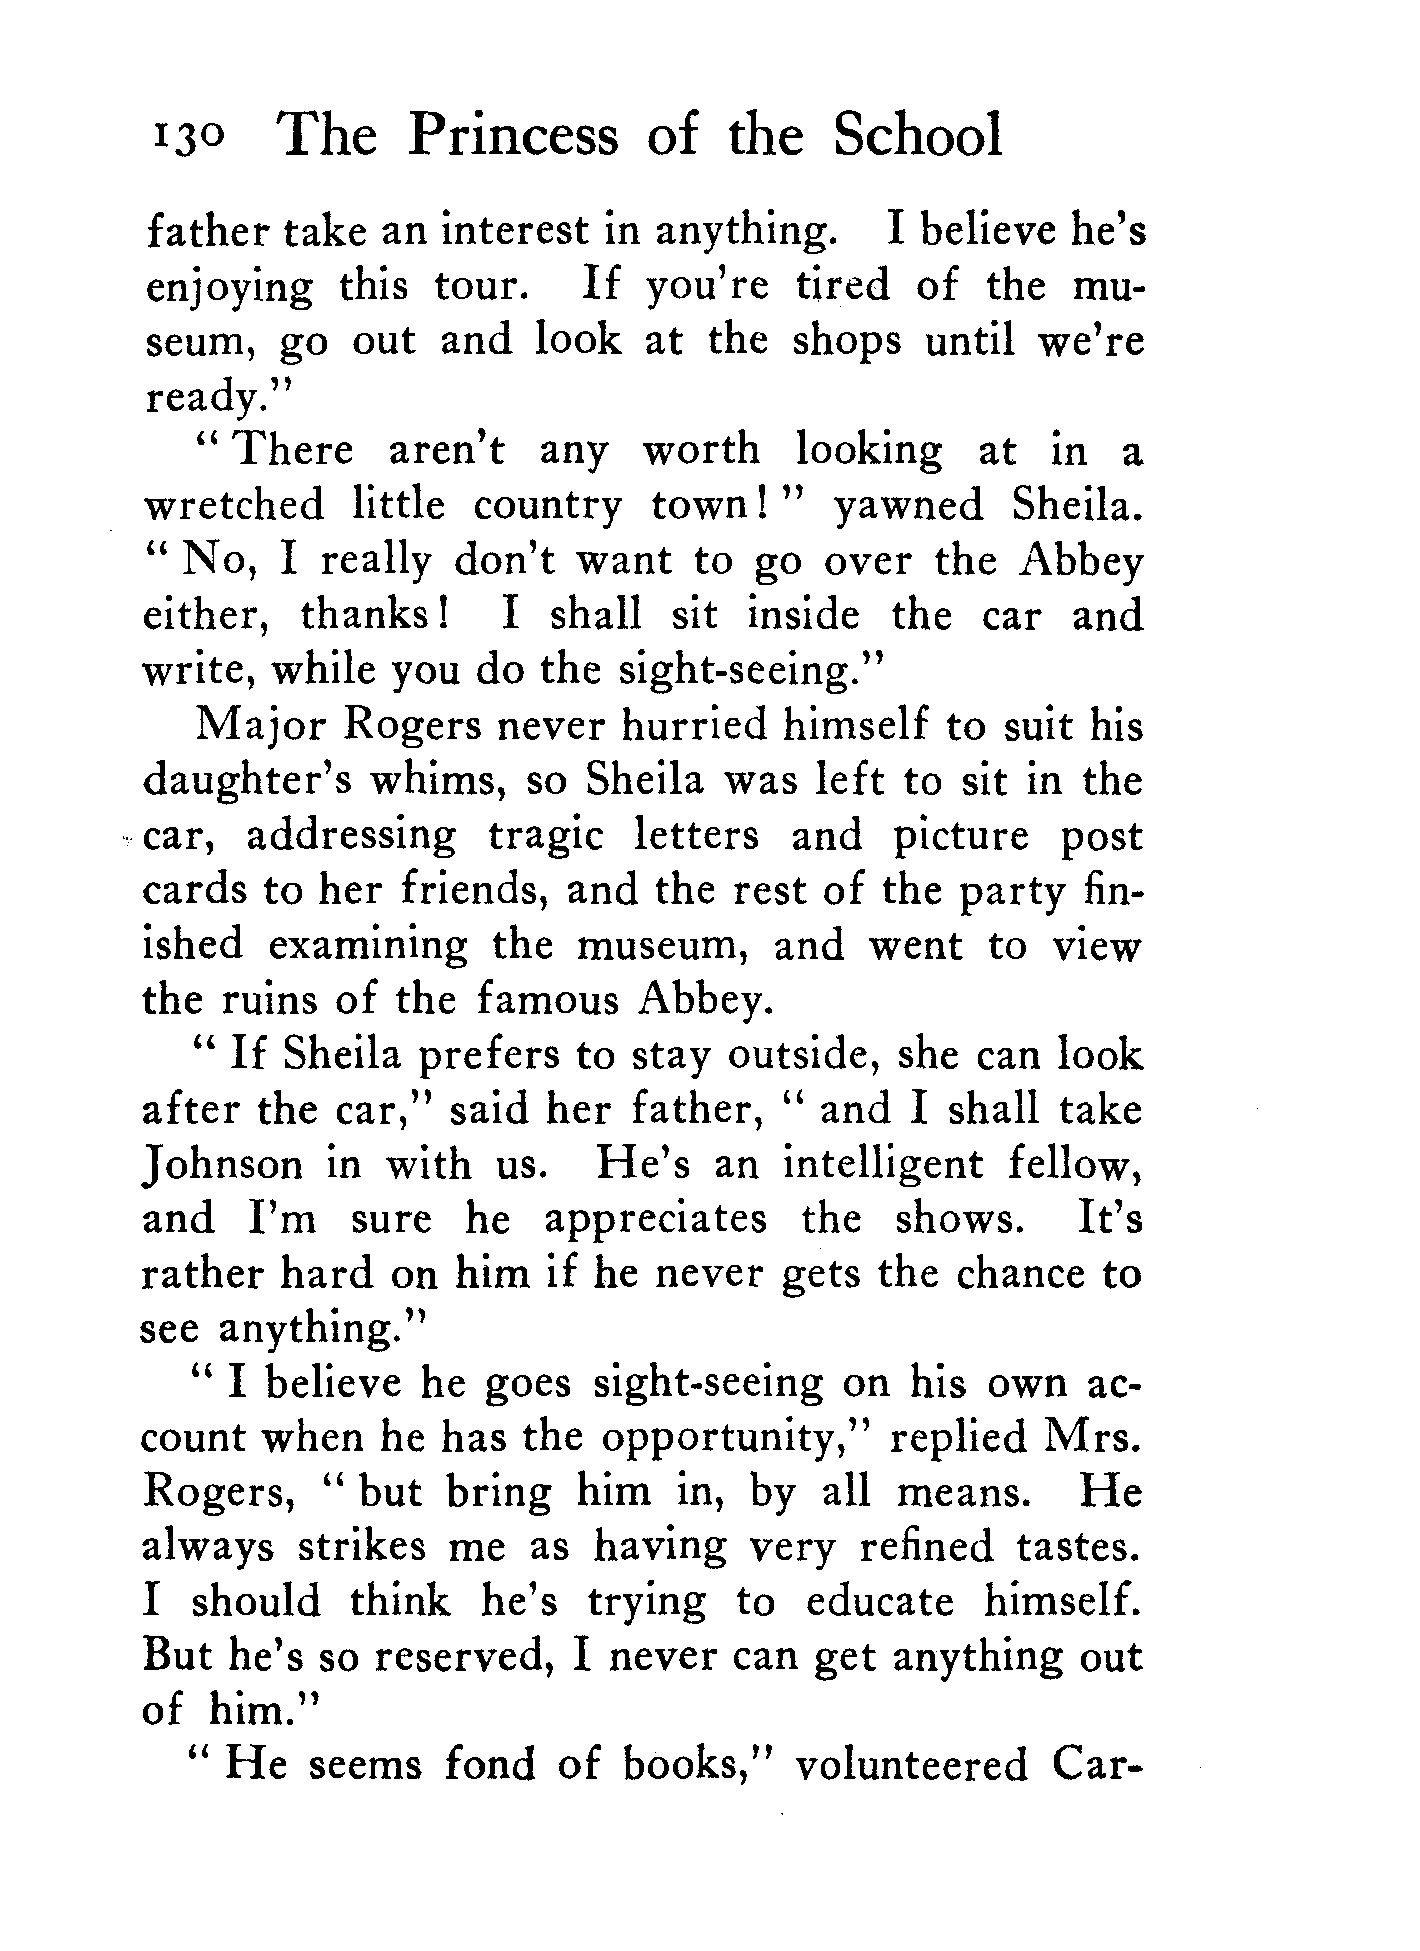 130 The Princess of the School
father take an interest in anything. I believe he's
enjoying this tour. If you're tired of the mu-
seum, go out and look at the shops until we're
ready."
" There aren't any worth looking at in a
wretched little country town! " yawned Sheila.
" No, I really don't want to go over the Abbey
either, thanks! I shall sit inside the car and
write, while you do the sight-seeing."
Major Rogers never hurried himself to suit his
daughter's whims, so Sheila was left to sit in the
car, addressing tragic letters and picture post
cards to her friends, and the rest of the party fin-
ished examining the museum, and went to view
the ruins of the famous Abbey.
" If Sheila prefers to stay outside, she can look
after the car," said her father, " and I shall take
Johnson in with us. He's an intelligent fellow,
and I'm sure he appreciates the shows. It's
rather hard on him if he never gets the chance to
see anything."
" I believe he goes sight-seeing on his own ac-
count when he has the opportunity," replied Mrs.
Rogers, " but bring him in, by all means. He
always strikes me as having very refined tastes.
I should think he's trying to educate himself.
But he's so reserved, I never can get anything out
of him."
" He seems fond of books," volunteered Car-